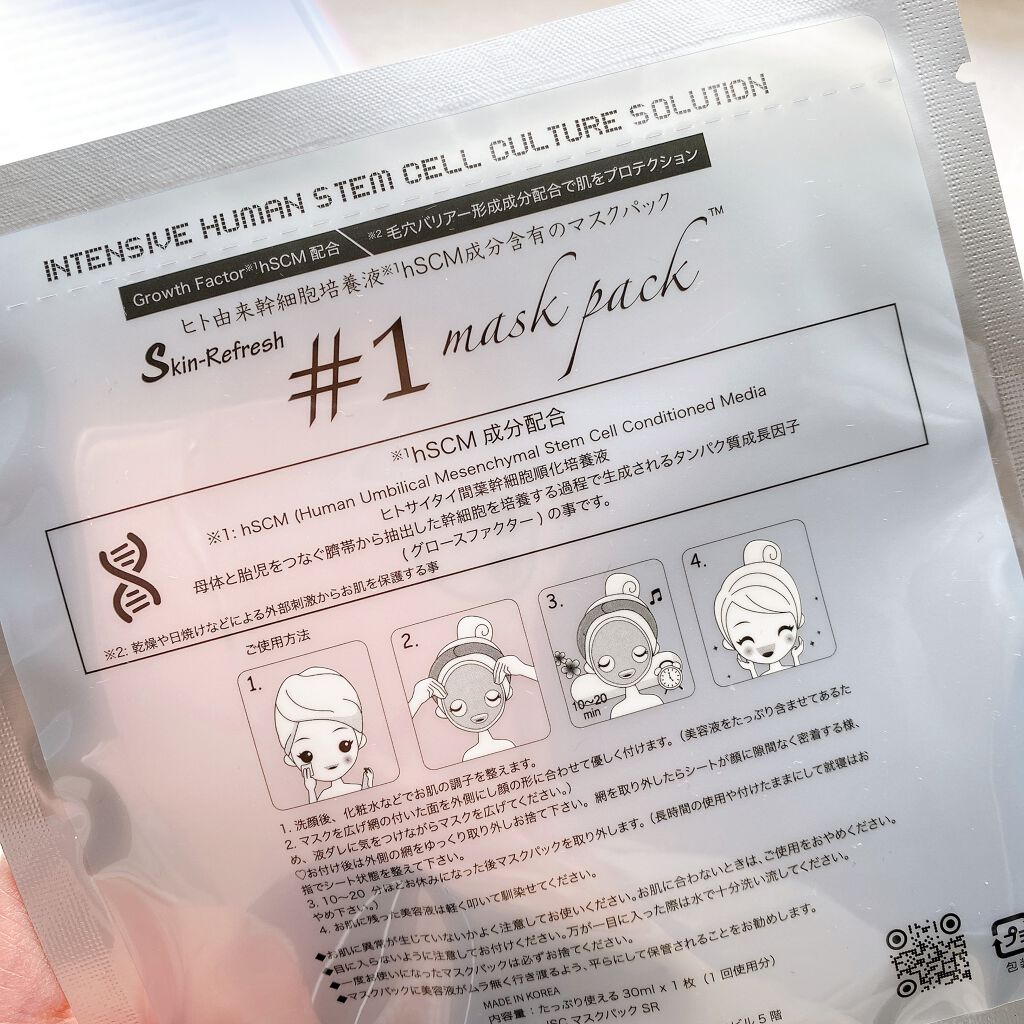 INTENSIVE HUMAN STEM CELL CULTURE SOLUTION
Growth Factor※1hSCM 配合 ※2 毛穴バリアー形成成分配合で肌をプロテクション
ヒト由来幹細胞培養液※1hSCM成分含有のマスクパック
Skin-Refresh #1 mask pack™
※1hSCM 成分配合
※1: hSCM (Human Umbilical Mesenchymal Stem Cell Conditioned Media
ヒトサイタイ間葉幹細胞順化培養液
母体と胎児をつなぐ臍帯から抽出した幹細胞を培養する過程で生成されるタンパク質成長因子
(グロースファクター) の事です。
※2: 乾燥や日焼けなどによる外部刺激からお肌を保護する事
ご使用方法
1.
2.
3.
10〜20
min
4.
1. 洗顔後、化粧水などでお肌の調子を整えます。
2. マスクを広げ網の付いた面を外側にし顔の形に合わせて優しく付けます。(美容液をたっぷり含ませてあるた
め、液ダレに気をつけながらマスクを広げてください。)
♡お付け後は外側の網をゆっくり取り外しお捨て下さい。網を取り外したらシートが顔に隙間なく密着する様、
指でシート状態を整えて下さい。
3. 10〜20 分ほどお休みになった後マスクパックを取り外します。(長時間の使用や付けたままにして就寝はお
やめ下さい。)
4. お肌に残った美容液は軽く叩いて馴染ませてください。
◆お肌に異常が生じていないかよく注意してお使いください。お肌に合わないときは、ご使用をおやめください。
◆目に入らないように注意してお付けください。万が一目に入った際は水で十分洗い流してください。
◆一度お使いになったマスクパックは必ずお捨てください。
◆マスクパックに美容液がムラ無く行き渡るよう、平らにして保管されることをお勧めします。
MADE IN KOREA
内容量：たっぷり使える 30ml x 1 枚 (1 回使用分)
SC マスクパック SR
ビル 5 階
プラ
包装